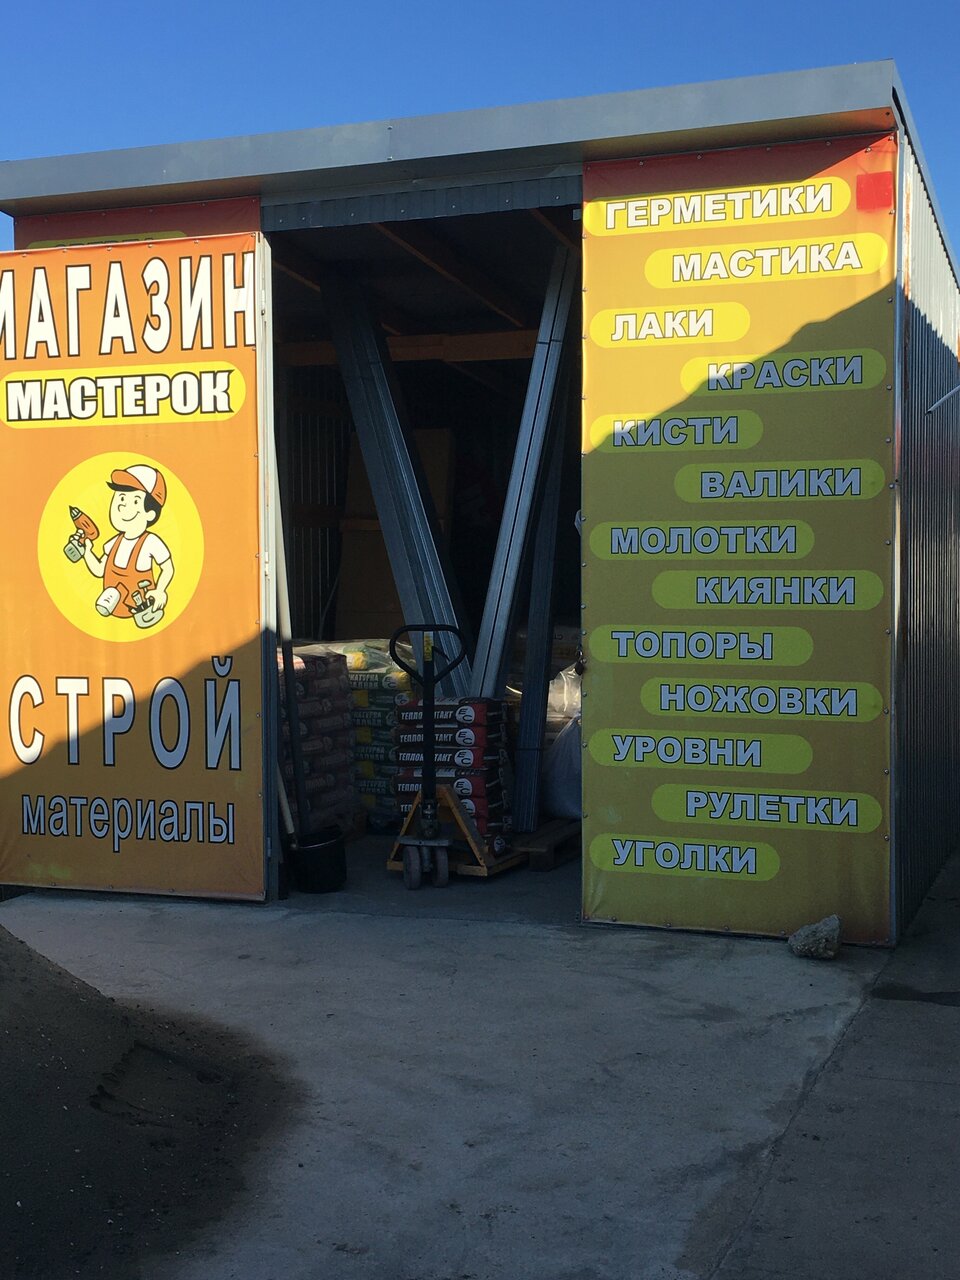 МАГАЗИН
МАСТЕРОК
СТРОЙ
материалы
ГЕРМЕТИКИ
МАСТИКА
ЛАКИ
КРАСКИ
КИСТИ
ВАЛИКИ
МОЛОТКИ
КИЯНКИ
ТОПОРЫ
НОЖОВКИ
УРОВНИ
РУЛЕТКИ
УГОЛКИ